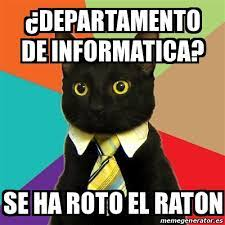 ¿DEPARTAMENTO
DE INFORMATICA?
SE HA ROTO EL RATON
memegenerator.es